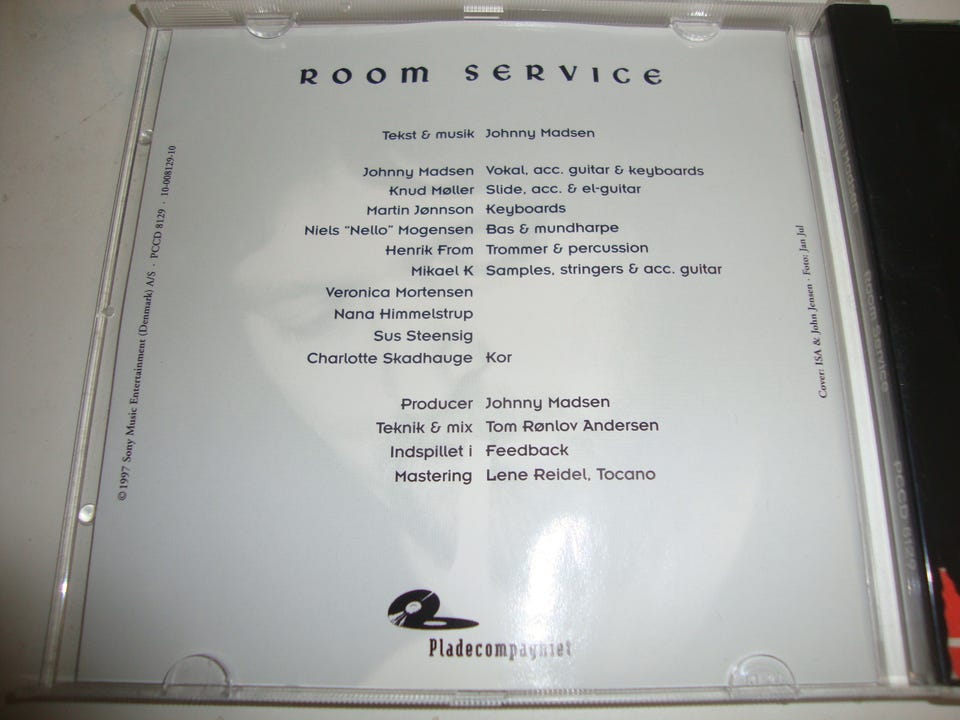 ROOM SERVICE
Tekst & musik Johnny Madsen
Johnny Madsen Vokal, acc. guitar & keyboards
Knud Møller Slide, acc. & el-guitar
Martin Jønnson Keyboards
Niels "Nello" Mogensen Bas & mundharpe
Henrik From Trommer & percussion
Mikael K Samples, stringers & acc. guitar
Veronica Mortensen
Nana Himmelstrup
Sus Steensig
Charlotte Skadhauge Kor
Producer Johnny Madsen
Teknik & mix Tom Rønlov Andersen
Indspillet i Feedback
Mastering Lene Reidel, Tocano
Pladecompagniet
© 1997 Sony Music Entertainment (Denmark) A/S · PCCD 8129 · 10-008129-10
Cover: ISA & John Jensen · Foto: Jan Jul
Johnny Madsen Room Service PCCD 8129